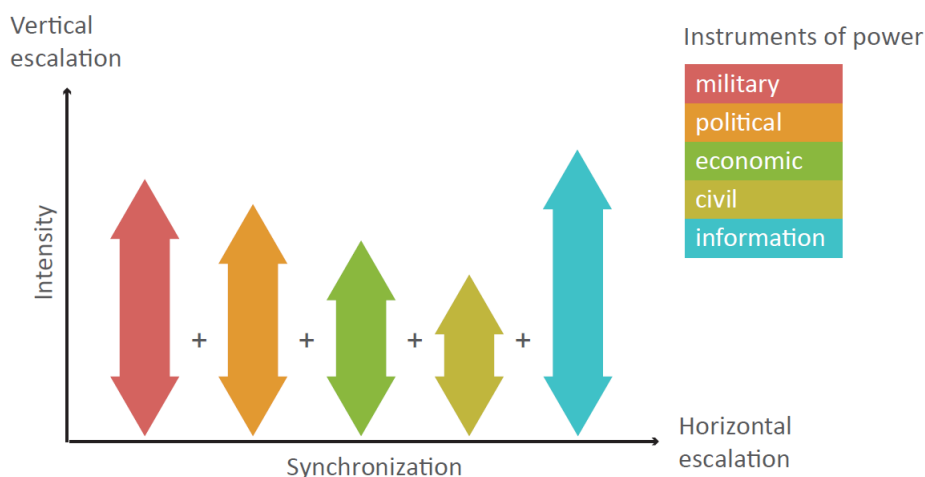 Vertical
escalation
Instruments of power
military
political
economic
civil
information
Intensity
+ + + +
Synchronization
Horizontal
escalation